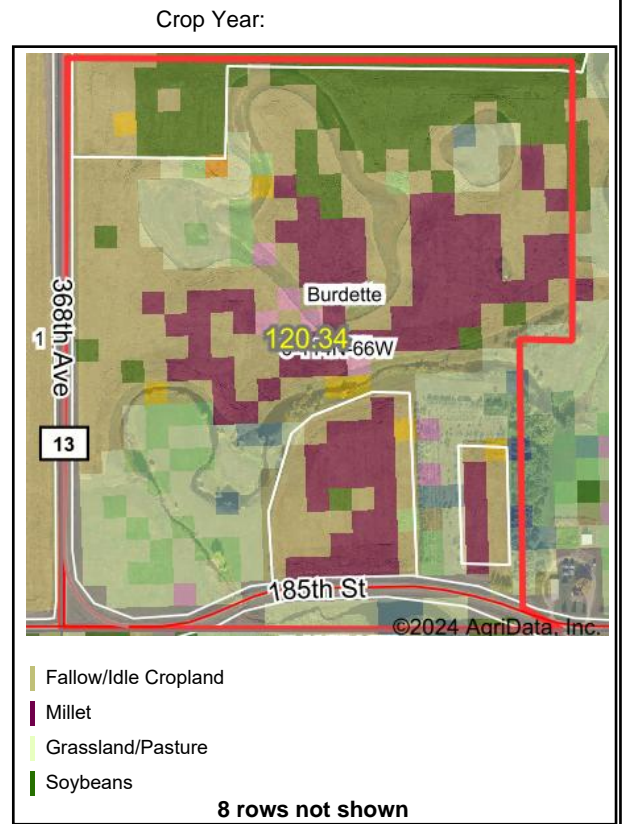 Crop Year:
Burdette
120.34
-66W
368th Ave
1
13
185th St
©2024 AgriData, Inc.
Fallow/Idle Cropland
Millet
Grassland/Pasture
Soybeans
8 rows not shown